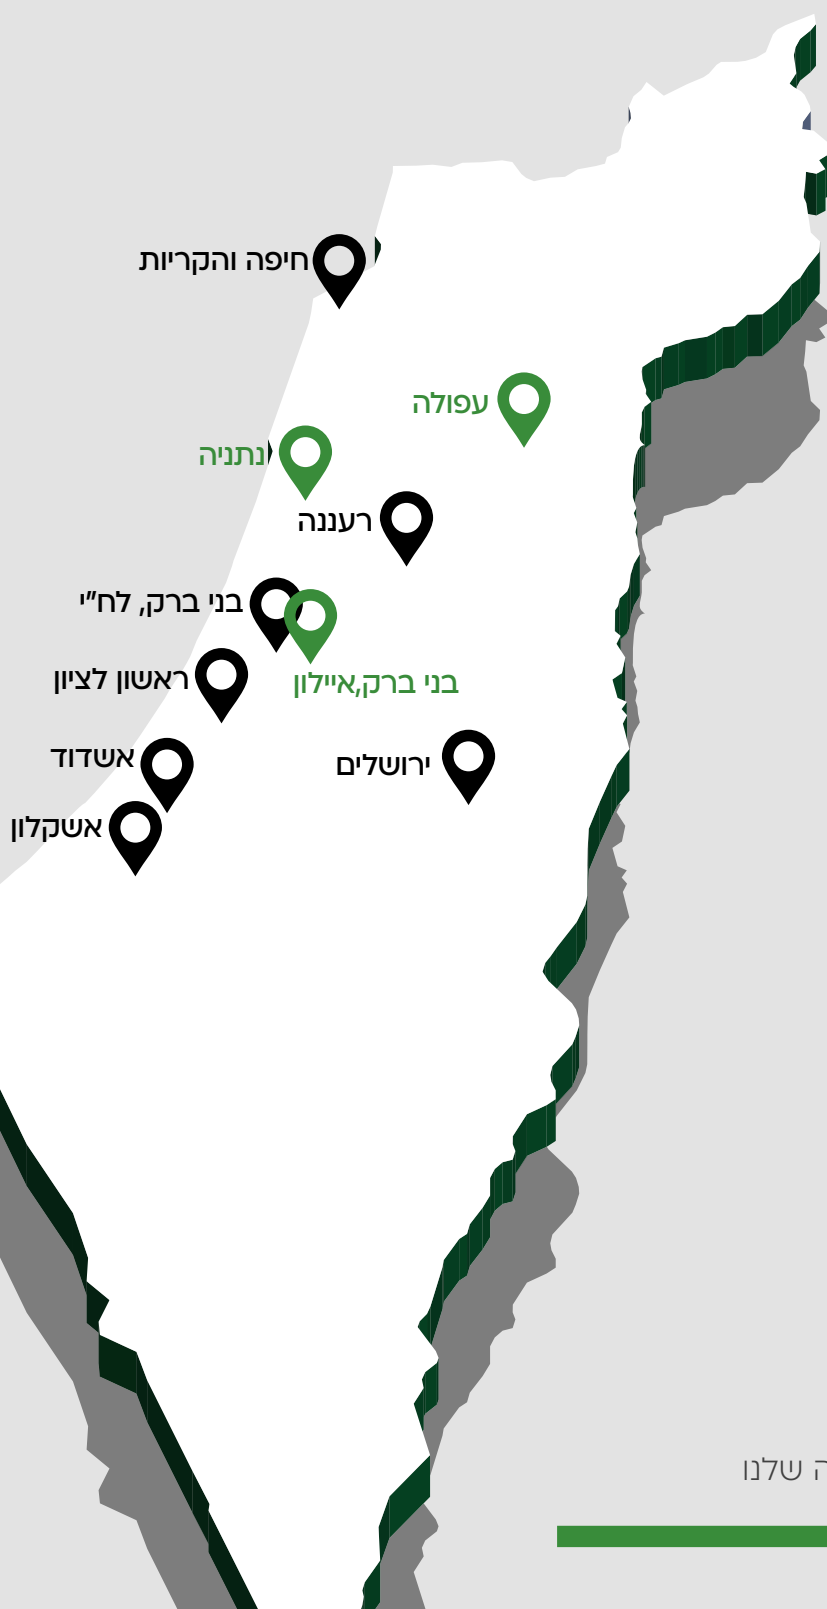 חיפה והקריות
עפולה
נתניה
רעננה
בני ברק, לח"י
ראשון לציון
בני ברק,איילון
אשדוד
ירושלים
אשקלון
ה שלנו